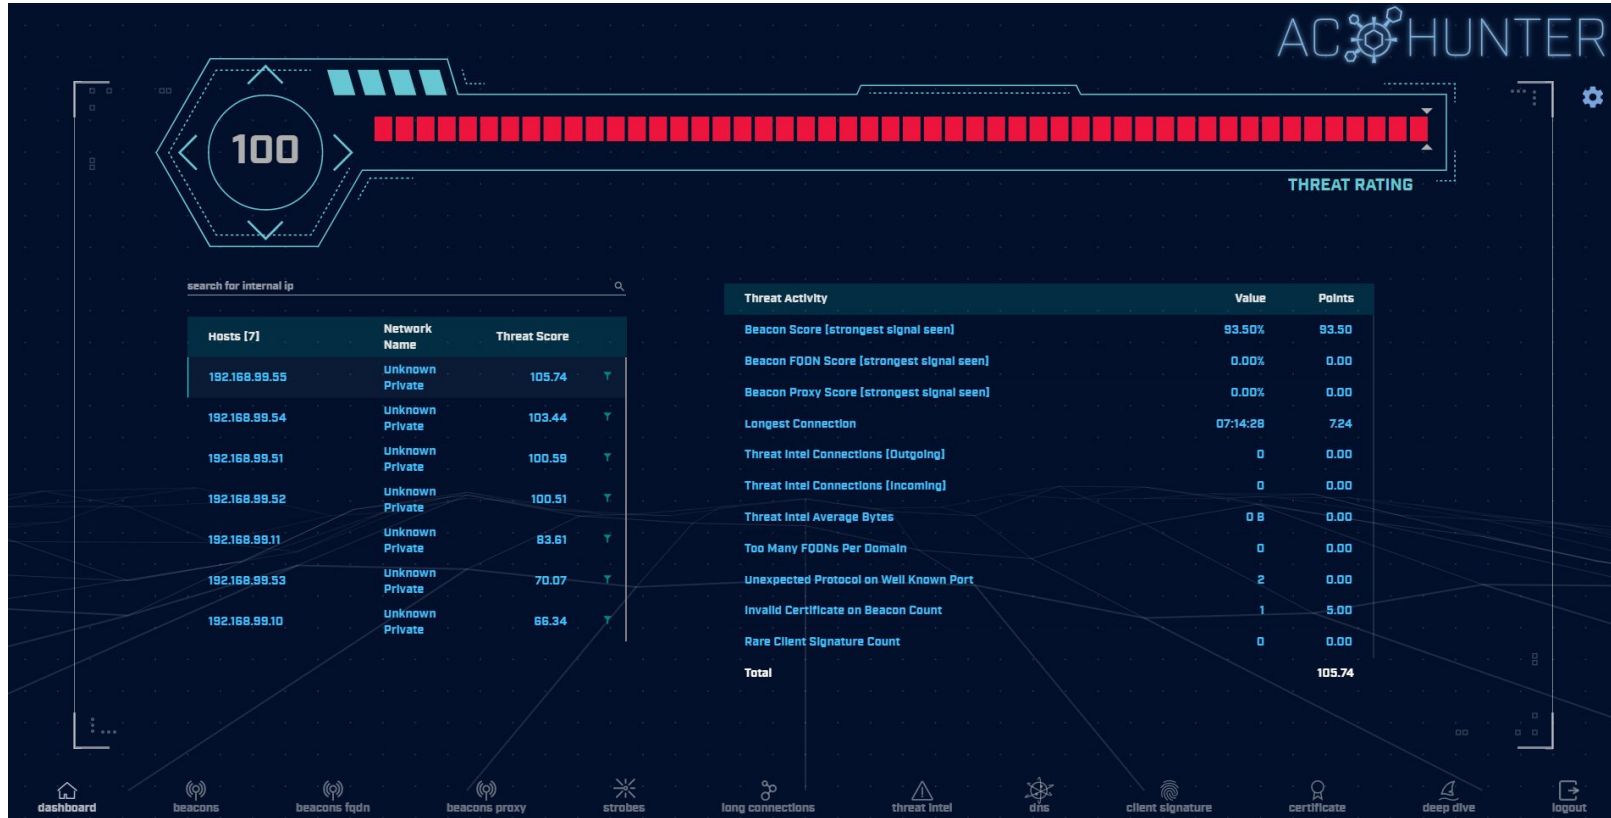 AC HUNTER
100
THREAT RATING
search for internal ip
Hosts [7] Network Name Threat Score
192.168.99.55 Unknown Private 105.74
192.168.99.54 Unknown Private 103.44
192.168.99.51 Unknown Private 100.59
192.168.99.52 Unknown Private 100.51
192.168.99.11 Unknown Private 83.61
192.168.99.53 Unknown Private 70.07
192.168.99.10 Unknown Private 66.34
Threat Activity Value Points
Beacon Score [strongest signal seen] 93.50% 93.50
Beacon FQDN Score [strongest signal seen] 0.00% 0.00
Beacon Proxy Score [strongest signal seen] 0.00% 0.00
Longest Connection 07:14:28 7.24
Threat Intel Connections [Outgoing] 0 0.00
Threat Intel Connections [Incoming] 0 0.00
Threat Intel Average Bytes 0 B 0.00
Too Many FQDNs Per Domain 0 0.00
Unexpected Protocol on Well Known Port 2 0.00
Invalid Certificate on Beacon Count 1 5.00
Rare Client Signature Count 0 0.00
Total 105.74
dashboard beacons beacons fqdn beacons proxy strobes long connections threat intel dns client signature certificate deep dive logout